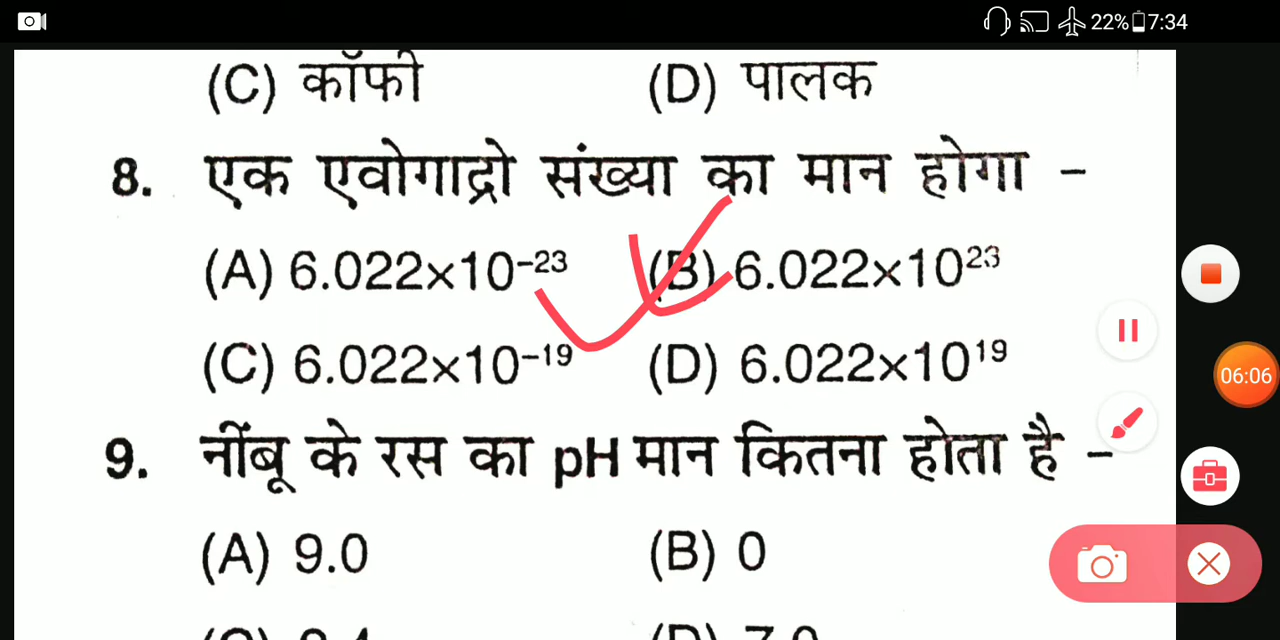 22% 7:34
(C) कॉफी (D) पालक
8. एक एवोगाद्रो संख्या का मान होगा -
(A) 6.022×10⁻²³ (B) 6.022×10²³
(C) 6.022×10⁻¹⁹ (D) 6.022×10¹⁹
06:06
9. नींबू के रस का pH मान कितना होता है -
(A) 9.0 (B) 0